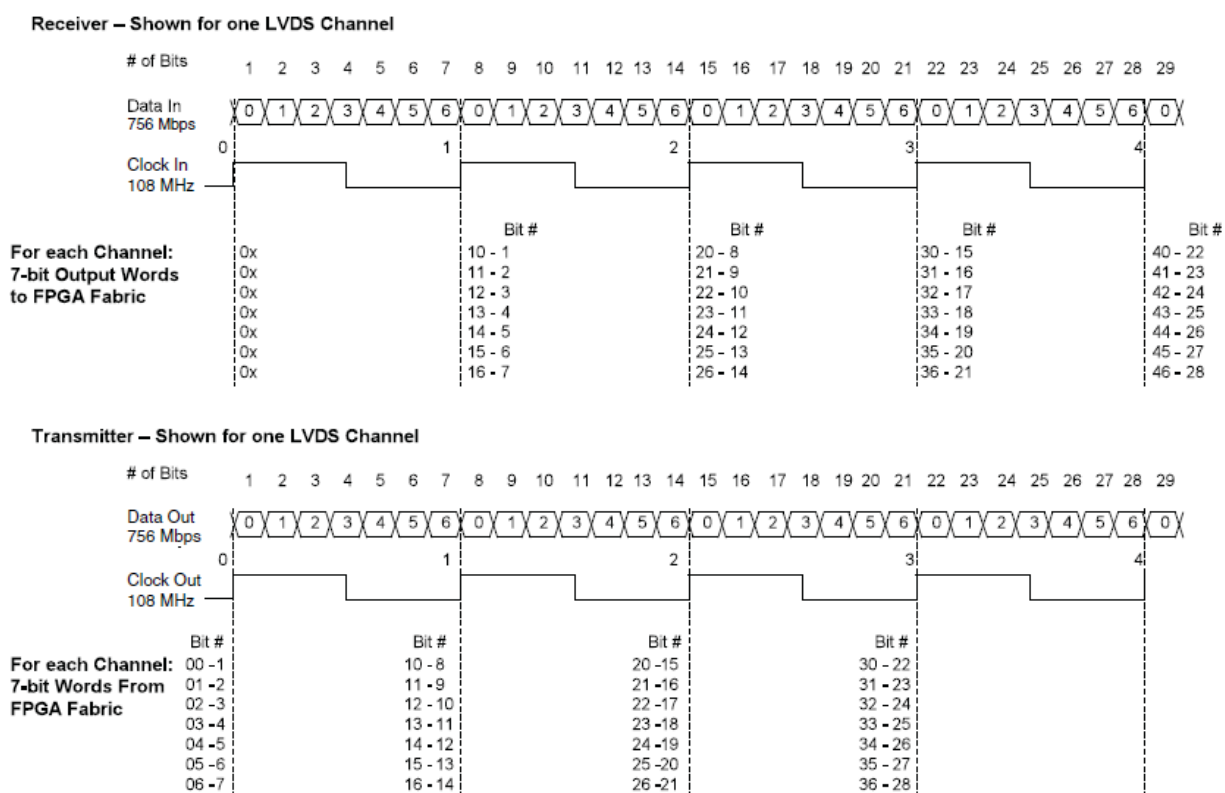 Receiver – Shown for one LVDS Channel
# of Bits 1 2 3 4 5 6 7 8 9 10 11 12 13 14 15 16 17 18 19 20 21 22 23 24 25 26 27 28 29
Data In 0 1 2 3 4 5 6 0 1 2 3 4 5 6 0 1 2 3 4 5 6 0 1 2 3 4 5 6 0
756 Mbps
0 1 2 3 4
Clock In
108 MHz
Bit # Bit # Bit # Bit #
For each Channel: 0x 10 - 1 20 - 8 30 - 15 40 - 22
7-bit Output Words 0x 11 - 2 21 - 9 31 - 16 41 - 23
to FPGA Fabric 0x 12 - 3 22 - 10 32 - 17 42 - 24
0x 13 - 4 23 - 11 33 - 18 43 - 25
0x 14 - 5 24 - 12 34 - 19 44 - 26
0x 15 - 6 25 - 13 35 - 20 45 - 27
0x 16 - 7 26 - 14 36 - 21 46 - 28
Transmitter – Shown for one LVDS Channel
# of Bits 1 2 3 4 5 6 7 8 9 10 11 12 13 14 15 16 17 18 19 20 21 22 23 24 25 26 27 28 29
Data Out 0 1 2 3 4 5 6 0 1 2 3 4 5 6 0 1 2 3 4 5 6 0 1 2 3 4 5 6 0
756 Mbps
0 1 2 3 4
Clock Out
108 MHz
Bit # Bit # Bit # Bit #
For each Channel: 00 -1 10 - 8 20 -15 30 - 22
7-bit Words From 01 -2 11 - 9 21 -16 31 - 23
FPGA Fabric 02 -3 12 - 10 22 -17 32 - 24
03 -4 13 - 11 23 -18 33 - 25
04 -5 14 - 12 24 -19 34 - 26
05 -6 15 - 13 25 -20 35 - 27
06 -7 16 - 14 26 -21 36 - 28